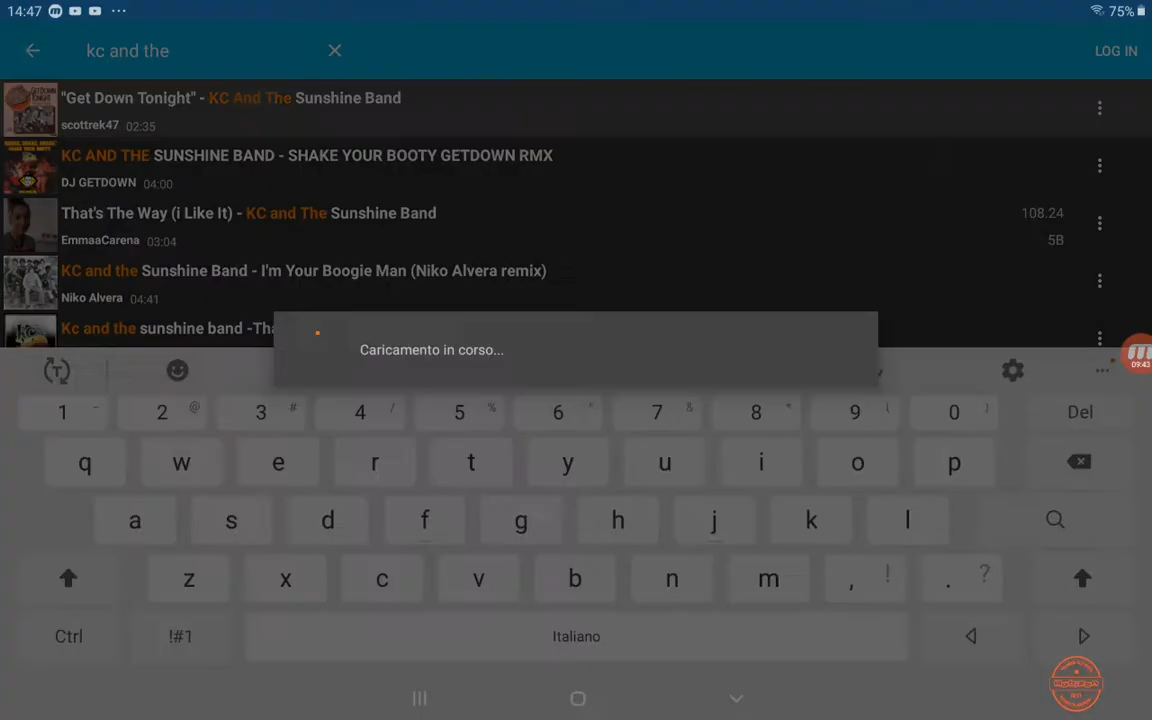 14:47
75%
kc and the
LOG IN
"Get Down Tonight" - KC And The Sunshine Band
scottrek47 02:35
KC AND THE SUNSHINE BAND - SHAKE YOUR BOOTY GETDOWN RMX
DJ GETDOWN 04:00
That's The Way (i Like It) - KC and The Sunshine Band
108.24
EmmaaCarena 03:04
5B
KC and the Sunshine Band - I'm Your Boogie Man (Niko Alvera remix)
Niko Alvera 04:41
Kc and the sunshine band -Tha
Caricamento in corso...
09:43
1 - 2 @ 3 # 4 / 5 % 6 ^ 7 & 8 * 9 ( 0 ) Del
q w e r t y u i o p
a s d f g h j k l
z x c v b n m , ! . ?
Ctrl !#1 Italiano